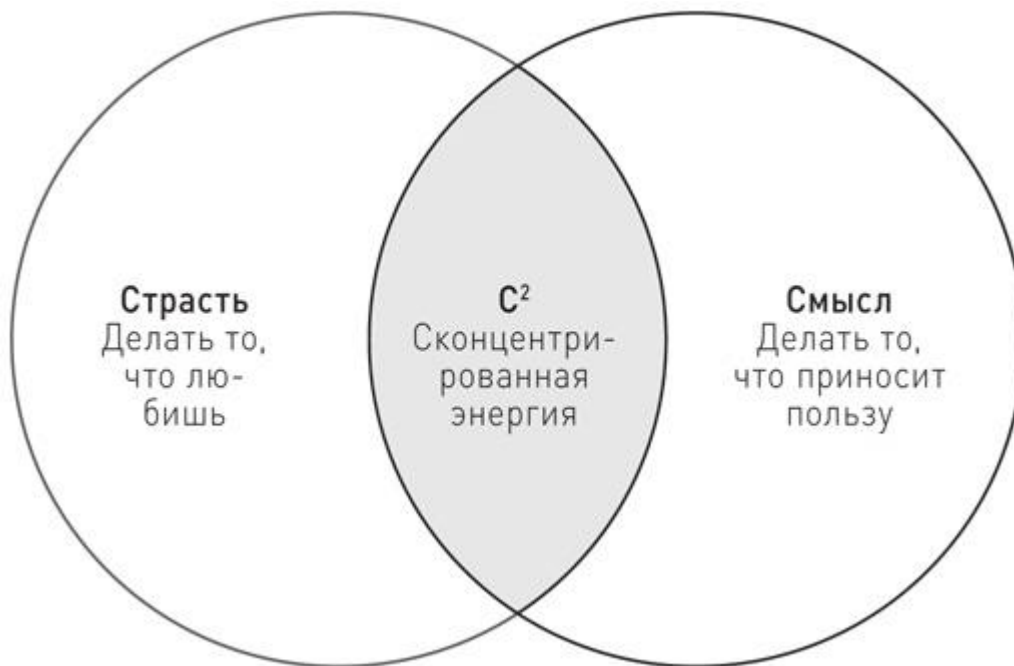 Страсть
Делать то,
что лю-
бишь
С²
Сконцентри-
рованная
энергия
Смысл
Делать то,
что приносит
пользу